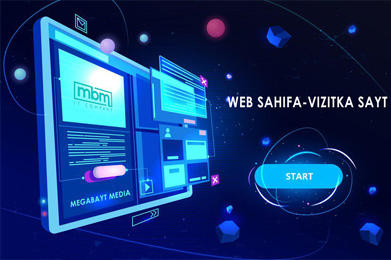 mbm
IT COMPANY
MEGABAYT MEDIA
WEB SAHIFA-VIZITKA SAYT
START